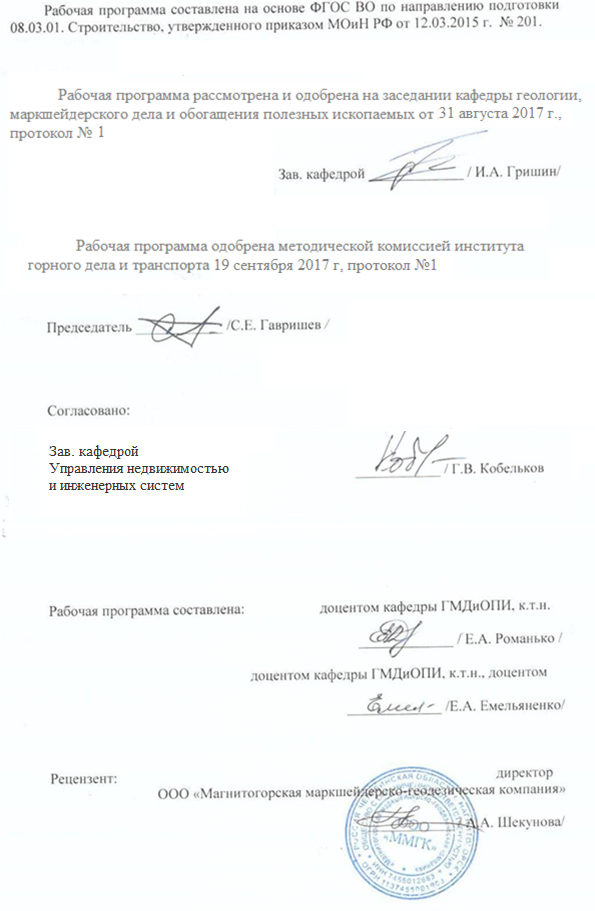 Рабочая программа составлена на основе ФГОС ВО по направлению подготовки
08.03.01. Строительство, утвержденного приказом МОиН РФ от 12.03.2015 г. № 201.
Рабочая программа рассмотрена и одобрена на заседании кафедры геологии,
маркшейдерского дела и обогащения полезных ископаемых от 31 августа 2017 г.,
протокол № 1
Зав. кафедрой / И.А. Гришин/
Рабочая программа одобрена методической комиссией института
горного дела и транспорта 19 сентября 2017 г, протокол №1
Председатель /С.Е. Гавришев /
Согласовано:
Зав. кафедрой
Управления недвижимостью
и инженерных систем
/ Г.В. Кобельков
Рабочая программа составлена: доцентом кафедры ГМДиОПИ, к.т.н.
/ Е.А. Романько /
доцентом кафедры ГМДиОПИ, к.т.н., доцентом
/Е.А. Емельяненко/
Рецензент: директор
ООО «Магнитогорская маркшейдерско-геодезическая компания»
Шекунова/
ООО
«ММГК»